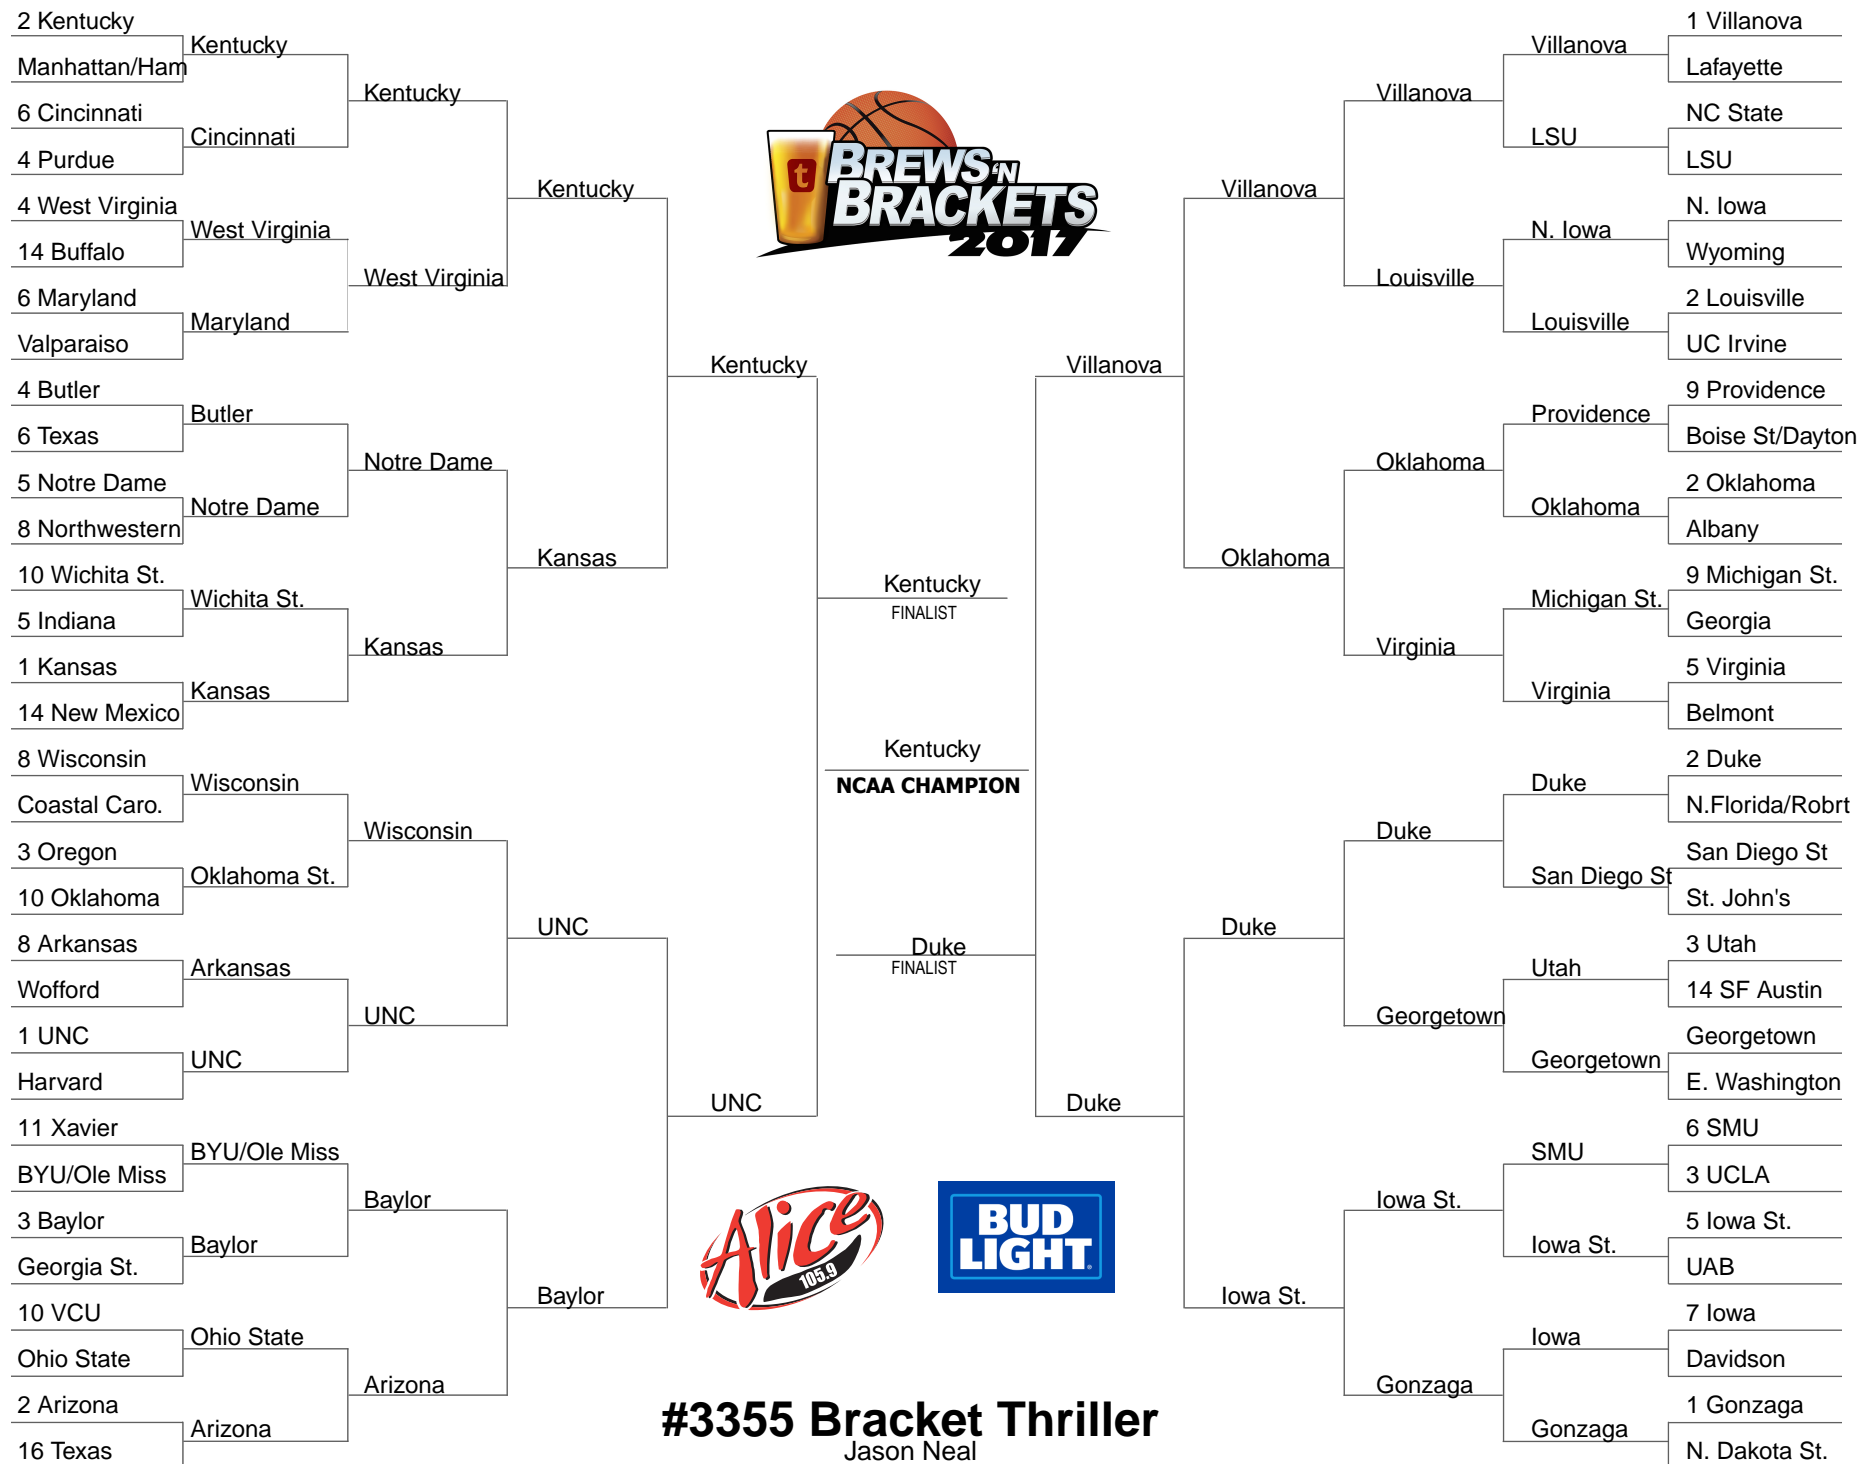 2 Kentucky
Manhattan/Ham
6 Cincinnati
4 Purdue
4 West Virginia
14 Buffalo
6 Maryland
Valparaiso
4 Butler
6 Texas
5 Notre Dame
8 Northwestern
10 Wichita St.
5 Indiana
1 Kansas
14 New Mexico
8 Wisconsin
Coastal Caro.
3 Oregon
10 Oklahoma
8 Arkansas
Wofford
1 UNC
Harvard
11 Xavier
BYU/Ole Miss
3 Baylor
Georgia St.
10 VCU
Ohio State
2 Arizona
16 Texas
Kentucky
Cincinnati
West Virginia
Maryland
Butler
Notre Dame
Wichita St.
Kansas
Wisconsin
Oklahoma St.
Arkansas
UNC
BYU/Ole Miss
Baylor
Ohio State
Arizona
Kentucky
West Virginia
Notre Dame
Kansas
Wisconsin
UNC
Baylor
Arizona
Kentucky
Kansas
UNC
Baylor
Kentucky
UNC
t
BREWS 'N
BRACKETS
2017
Kentucky
FINALIST
Kentucky
NCAA CHAMPION
Duke
FINALIST
Alice
105.9
BUD
LIGHT
#3355 Bracket Thriller
Jason Neal
Villanova
Duke
Villanova
Oklahoma
Duke
Iowa St.
Villanova
Louisville
Oklahoma
Virginia
Duke
Georgetown
Iowa St.
Gonzaga
Villanova
LSU
N. Iowa
Louisville
Providence
Oklahoma
Michigan St.
Virginia
Duke
San Diego St
Utah
Georgetown
SMU
Iowa St.
Iowa
Gonzaga
1 Villanova
Lafayette
NC State
LSU
N. Iowa
Wyoming
2 Louisville
UC Irvine
9 Providence
Boise St/Dayton
2 Oklahoma
Albany
9 Michigan St.
Georgia
5 Virginia
Belmont
2 Duke
N.Florida/Robrt
San Diego St
St. John's
3 Utah
14 SF Austin
Georgetown
E. Washington
6 SMU
3 UCLA
5 Iowa St.
UAB
7 Iowa
Davidson
1 Gonzaga
N. Dakota St.